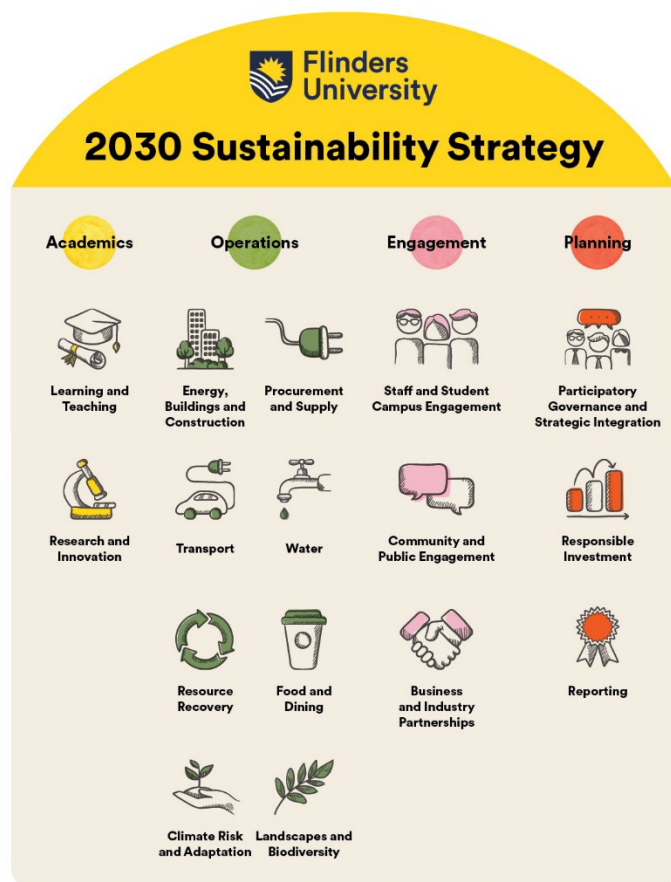 Flinders
University
2030 Sustainability Strategy
Academics
Operations
Engagement
Planning
Learning and
Teaching
Energy,
Buildings and
Construction
Procurement
and Supply
Staff and Student
Campus Engagement
Participatory
Governance and
Strategic Integration
Research and
Innovation
Transport
Water
Community and
Public Engagement
Responsible
Investment
Resource
Recovery
Food and
Dining
Business
and Industry
Partnerships
Reporting
Climate Risk
and Adaptation
Landscapes and
Biodiversity